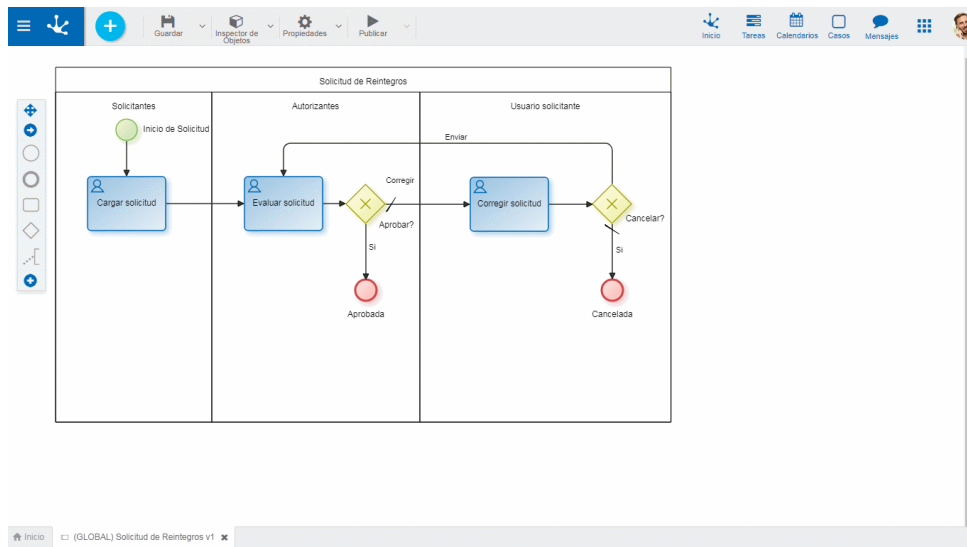 Guardar
Inspector de
Objetos
Propiedades
Publicar
Inicio
Tareas
Calendarios
Casos
Mensajes
Solicitud de Reintegros
Solicitantes
Autorizantes
Usuario solicitante
Inicio de Solicitud
Enviar
Corregir
Cargar solicitud
Evaluar solicitud
Corregir solicitud
Aprobar?
Cancelar?
Si
Si
Aprobada
Cancelada
Inicio
(GLOBAL) Solicitud de Reintegros v1